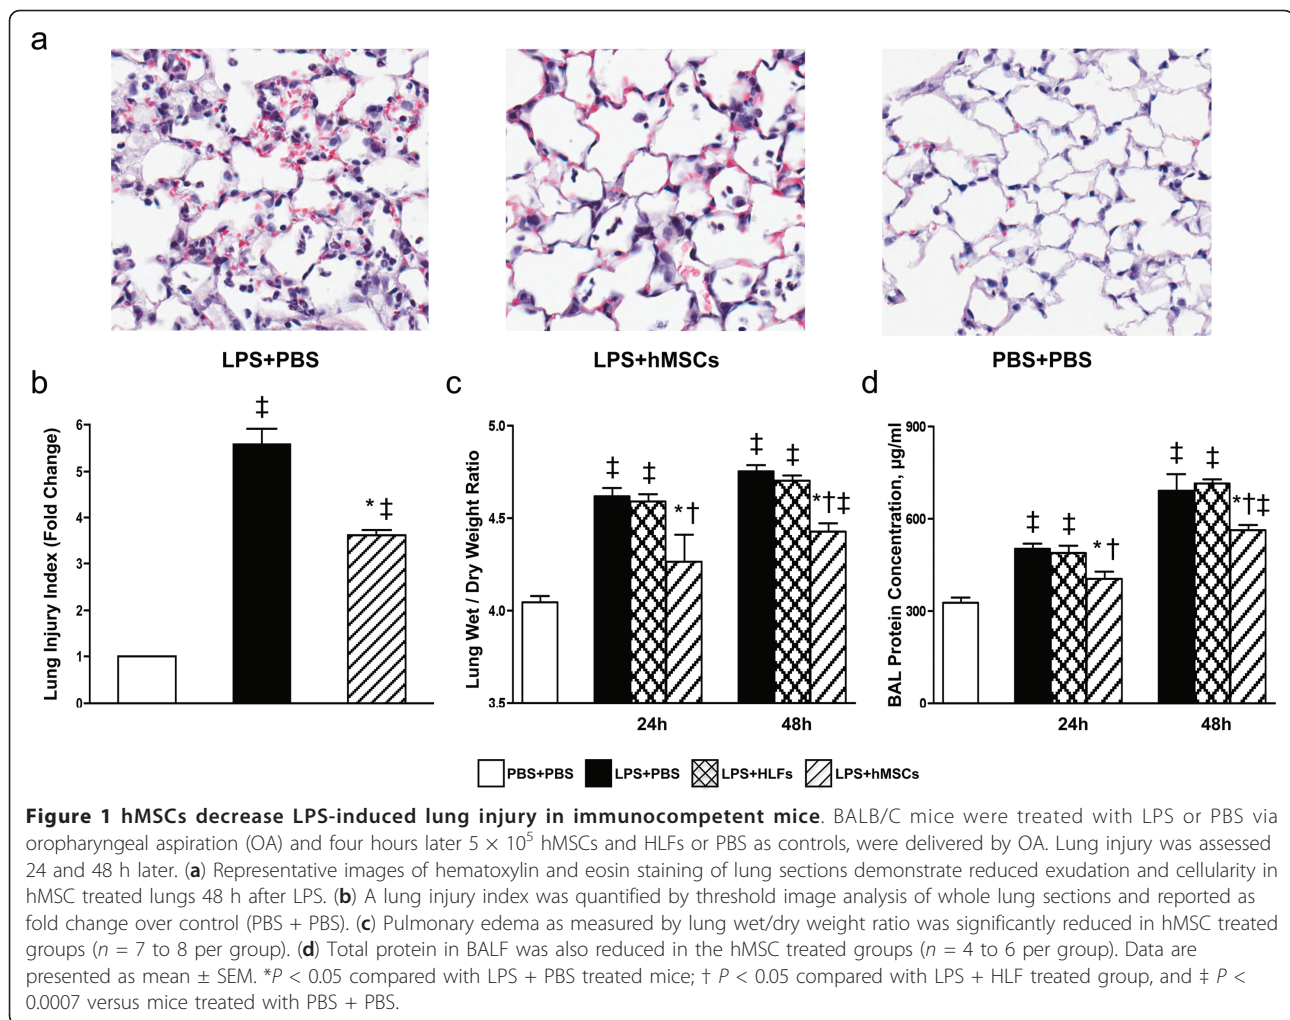 a
LPS+PBS
LPS+hMSCs
PBS+PBS
b
Lung Injury Index (Fold Change)
6
5
4
3
2
1
0
‡
*‡
c
Lung Wet / Dry Weight Ratio
5.0
4.5
4.0
3.5
‡ ‡ *†
‡ ‡ *†‡
24h 48h
d
BAL Protein Concentration, µg/ml
900
600
300
0
‡ ‡ *†
‡ ‡ *†‡
24h 48h
PBS+PBS LPS+PBS LPS+HLFs LPS+hMSCs
Figure 1 hMSCs decrease LPS-induced lung injury in immunocompetent mice. BALB/C mice were treated with LPS or PBS via
oropharyngeal aspiration (OA) and four hours later 5 × 10⁵ hMSCs and HLFs or PBS as controls, were delivered by OA. Lung injury was assessed
24 and 48 h later. (a) Representative images of hematoxylin and eosin staining of lung sections demonstrate reduced exudation and cellularity in
hMSC treated lungs 48 h after LPS. (b) A lung injury index was quantified by threshold image analysis of whole lung sections and reported as
fold change over control (PBS + PBS). (c) Pulmonary edema as measured by lung wet/dry weight ratio was significantly reduced in hMSC treated
groups (n = 7 to 8 per group). (d) Total protein in BALF was also reduced in the hMSC treated groups (n = 4 to 6 per group). Data are
presented as mean ± SEM. *P < 0.05 compared with LPS + PBS treated mice; † P < 0.05 compared with LPS + HLF treated group, and ‡ P <
0.0007 versus mice treated with PBS + PBS.